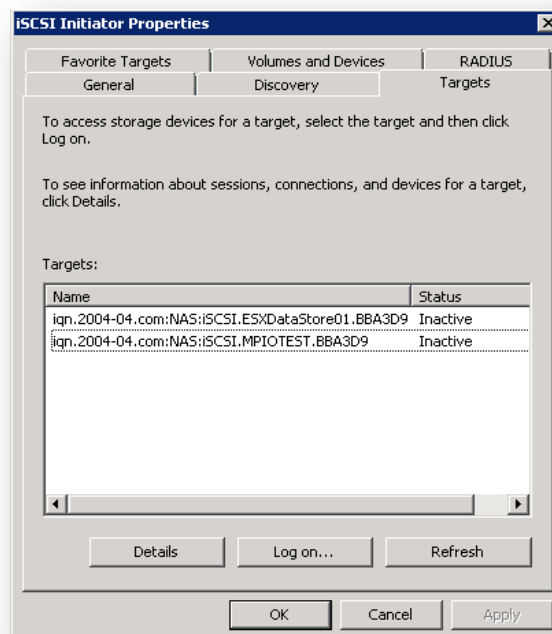 iSCSI Initiator Properties
Favorite Targets Volumes and Devices RADIUS
General Discovery Targets
To access storage devices for a target, select the target and then click
Log on.
To see information about sessions, connections, and devices for a target,
click Details.
Targets:
Name Status
iqn.2004-04.com:NAS:iSCSI.ESXDataStore01.BBA3D9 Inactive
iqn.2004-04.com:NAS:iSCSI.MPIOTEST.BBA3D9 Inactive
Details Log on... Refresh
OK Cancel Apply